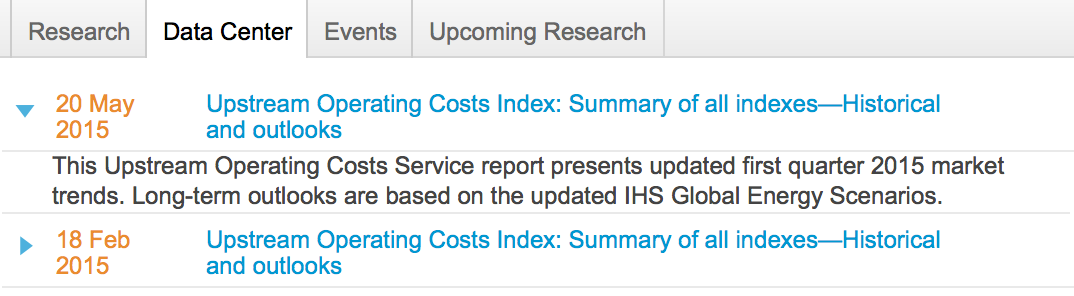 Research Data Center Events Upcoming Research
20 May 2015 Upstream Operating Costs Index: Summary of all indexes—Historical and outlooks
This Upstream Operating Costs Service report presents updated first quarter 2015 market
trends. Long-term outlooks are based on the updated IHS Global Energy Scenarios.
18 Feb 2015 Upstream Operating Costs Index: Summary of all indexes—Historical and outlooks